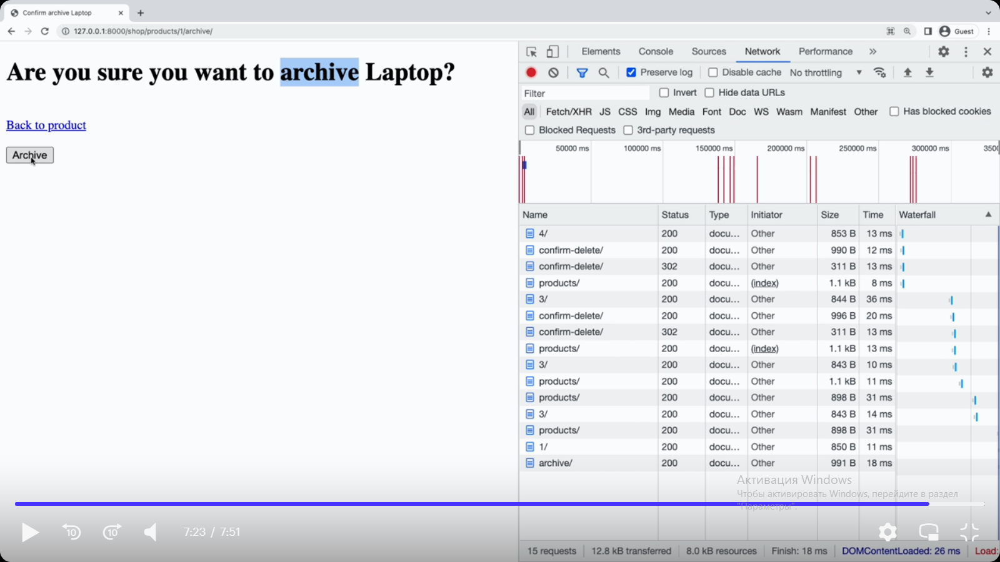 Confirm archive Laptop
127.0.0.1:8000/shop/products/1/archive/
Guest
Are you sure you want to archive Laptop?
Back to product
Archive
Elements Console Sources Network Performance »
Preserve log Disable cache No throttling
Filter Invert Hide data URLs
All Fetch/XHR JS CSS Img Media Font Doc WS Wasm Manifest Other Has blocked cookies
Blocked Requests 3rd-party requests
50000 ms 100000 ms 150000 ms 200000 ms 250000 ms 300000 ms 350
Name Status Type Initiator Size Time Waterfall
4/ 200 docu... Other 853 B 13 ms
confirm-delete/ 200 docu... Other 990 B 12 ms
confirm-delete/ 302 docu... Other 311 B 13 ms
products/ 200 docu... (index) 1.1 kB 8 ms
3/ 200 docu... Other 844 B 36 ms
confirm-delete/ 200 docu... Other 996 B 20 ms
confirm-delete/ 302 docu... Other 311 B 13 ms
products/ 200 docu... (index) 1.1 kB 13 ms
3/ 200 docu... Other 843 B 10 ms
products/ 200 docu... Other 1.1 kB 11 ms
products/ 200 docu... Other 898 B 31 ms
3/ 200 docu... Other 843 B 14 ms
products/ 200 docu... Other 898 B 31 ms
1/ 200 docu... Other 850 B 11 ms
archive/ 200 docu... Other 991 B 18 ms
Активация Windows
Чтобы активировать Windows, перейдите в раздел
"Параметры".
10 10 7:23 / 7:51
15 requests 12.8 kB transferred 8.0 kB resources Finish: 18 ms DOMContentLoaded: 26 ms Load: